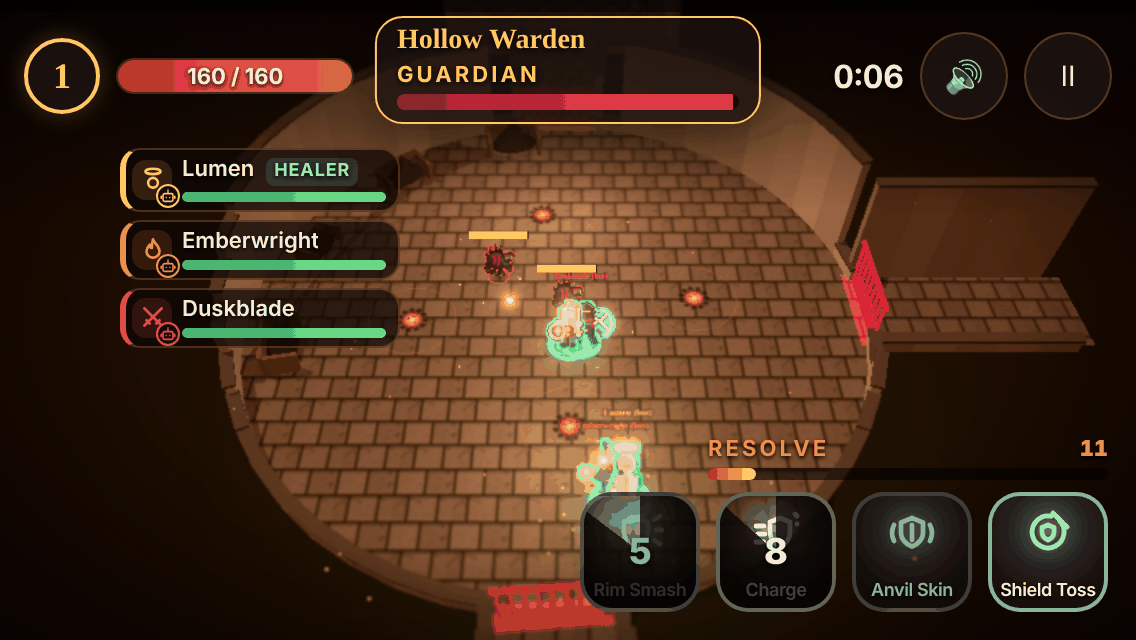 1
160 / 160
Hollow Warden
GUARDIAN
0:06
Lumen HEALER
Emberwright
Duskblade
RESOLVE 11
5 8
Rim Smash Charge Anvil Skin Shield Toss